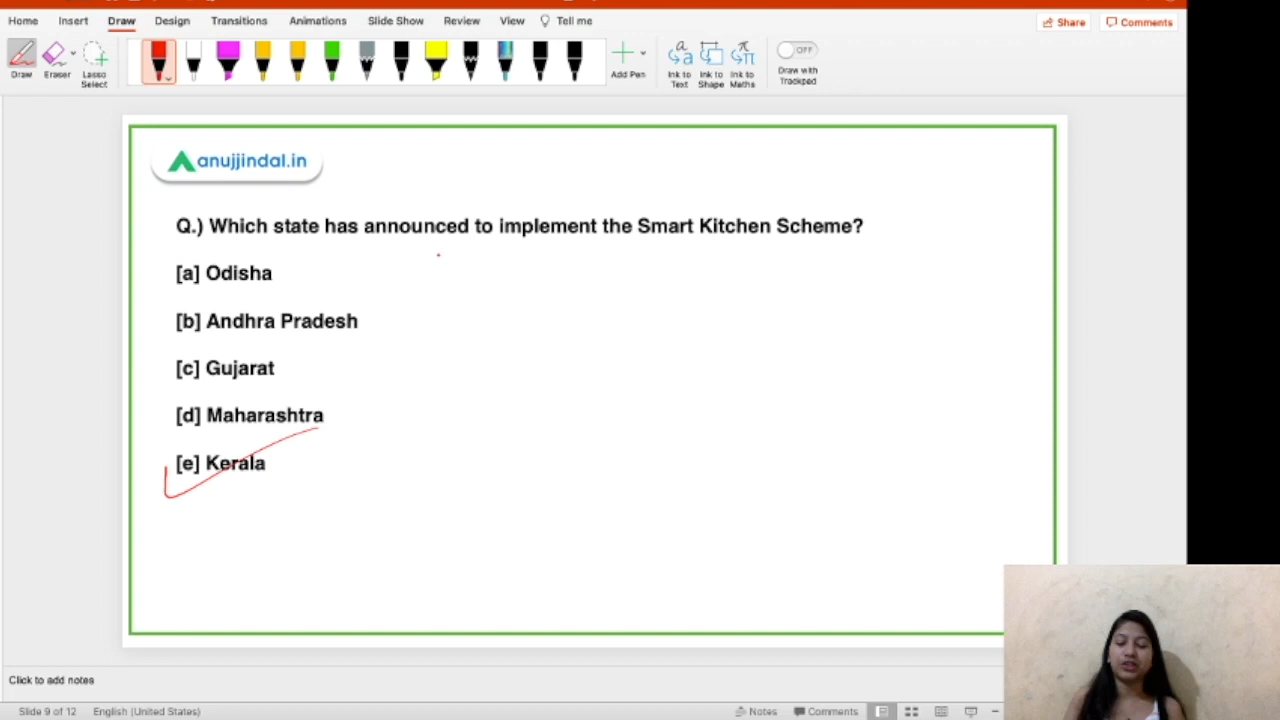 Home Insert Draw Design Transitions Animations Slide Show Review View Tell me Share Comments
Draw Eraser Lasso Select Add Pen Ink to Text Ink to Shape Ink to Maths OFF Draw with Trackpad
anujjindal.in
Q.) Which state has announced to implement the Smart Kitchen Scheme?
[a] Odisha
[b] Andhra Pradesh
[c] Gujarat
[d] Maharashtra
[e] Kerala
Click to add notes
Slide 9 of 12 English (United States) Notes Comments